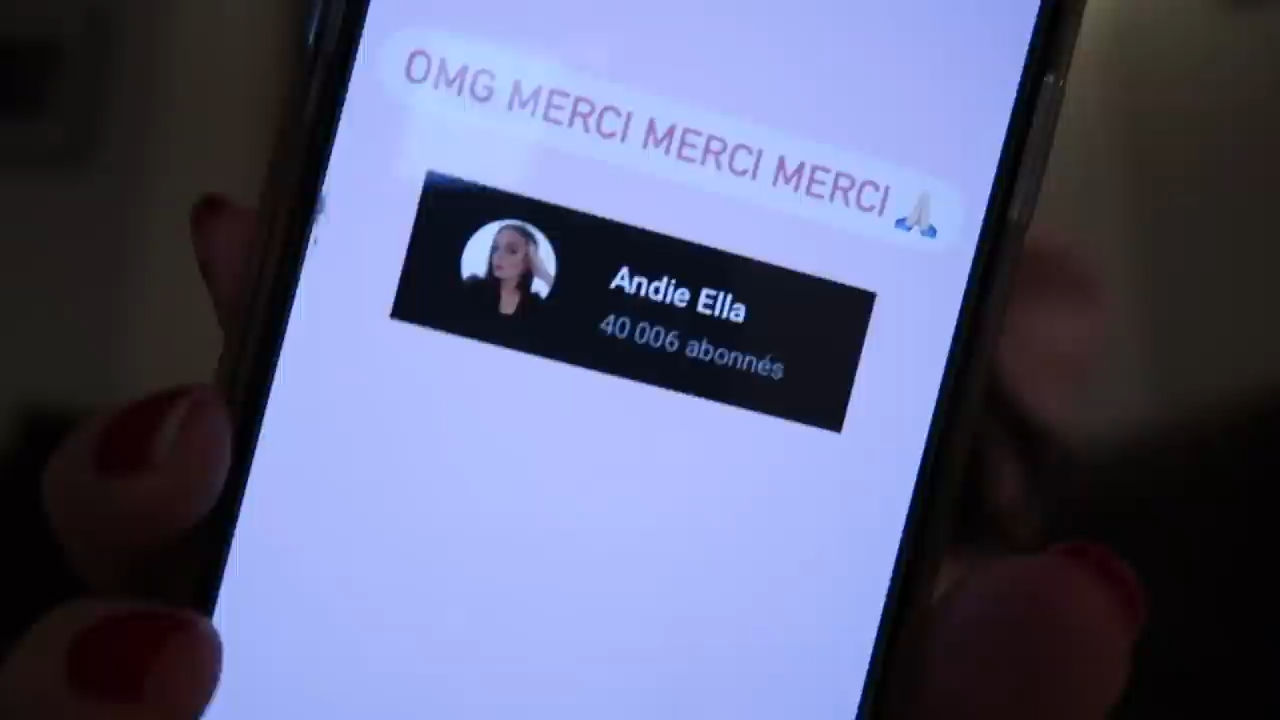 OMG MERCI MERCI MERCI 🙏🏻
Andie Ella
40 006 abonnés